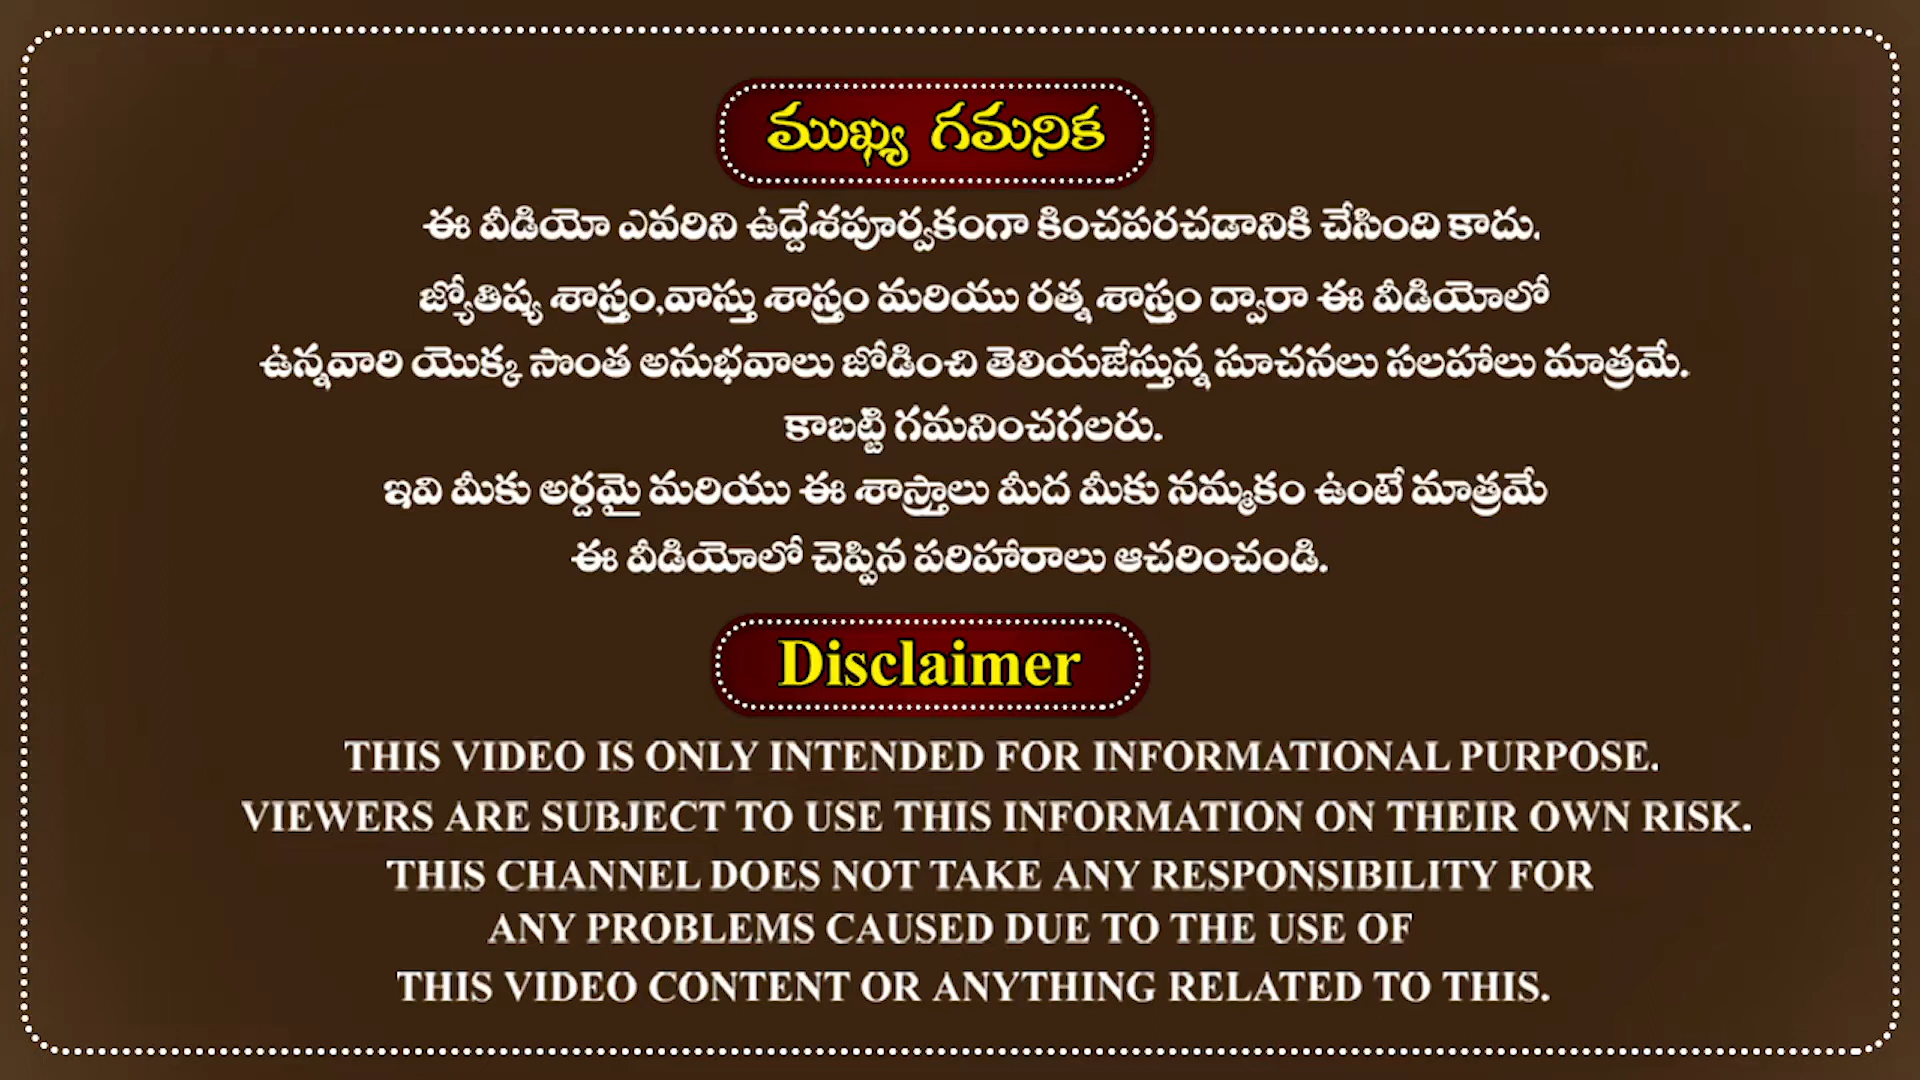 ముఖ్య గమనిక
ఈ వీడియో ఎవరిని ఉద్దేశపూర్వకంగా కించపరచడానికి చేసింది కాదు.
జ్యోతిష్య శాస్త్రం,వాస్తు శాస్త్రం మరియు రత్న శాస్త్రం ద్వారా ఈ వీడియోలో
ఉన్నవారి యొక్క సొంత అనుభవాలు జోడించి తెలియజేస్తున్న సూచనలు సలహాలు మాత్రమే.
కాబట్టి గమనించగలరు.
ఇవి మీకు అర్దమై మరియు ఈ శాస్త్రాలు మీద మీకు నమ్మకం ఉంటే మాత్రమే
ఈ వీడియోలో చెప్పిన పరిహారాలు ఆచరించండి.
Disclaimer
THIS VIDEO IS ONLY INTENDED FOR INFORMATIONAL PURPOSE.
VIEWERS ARE SUBJECT TO USE THIS INFORMATION ON THEIR OWN RISK.
THIS CHANNEL DOES NOT TAKE ANY RESPONSIBILITY FOR
ANY PROBLEMS CAUSED DUE TO THE USE OF
THIS VIDEO CONTENT OR ANYTHING RELATED TO THIS.